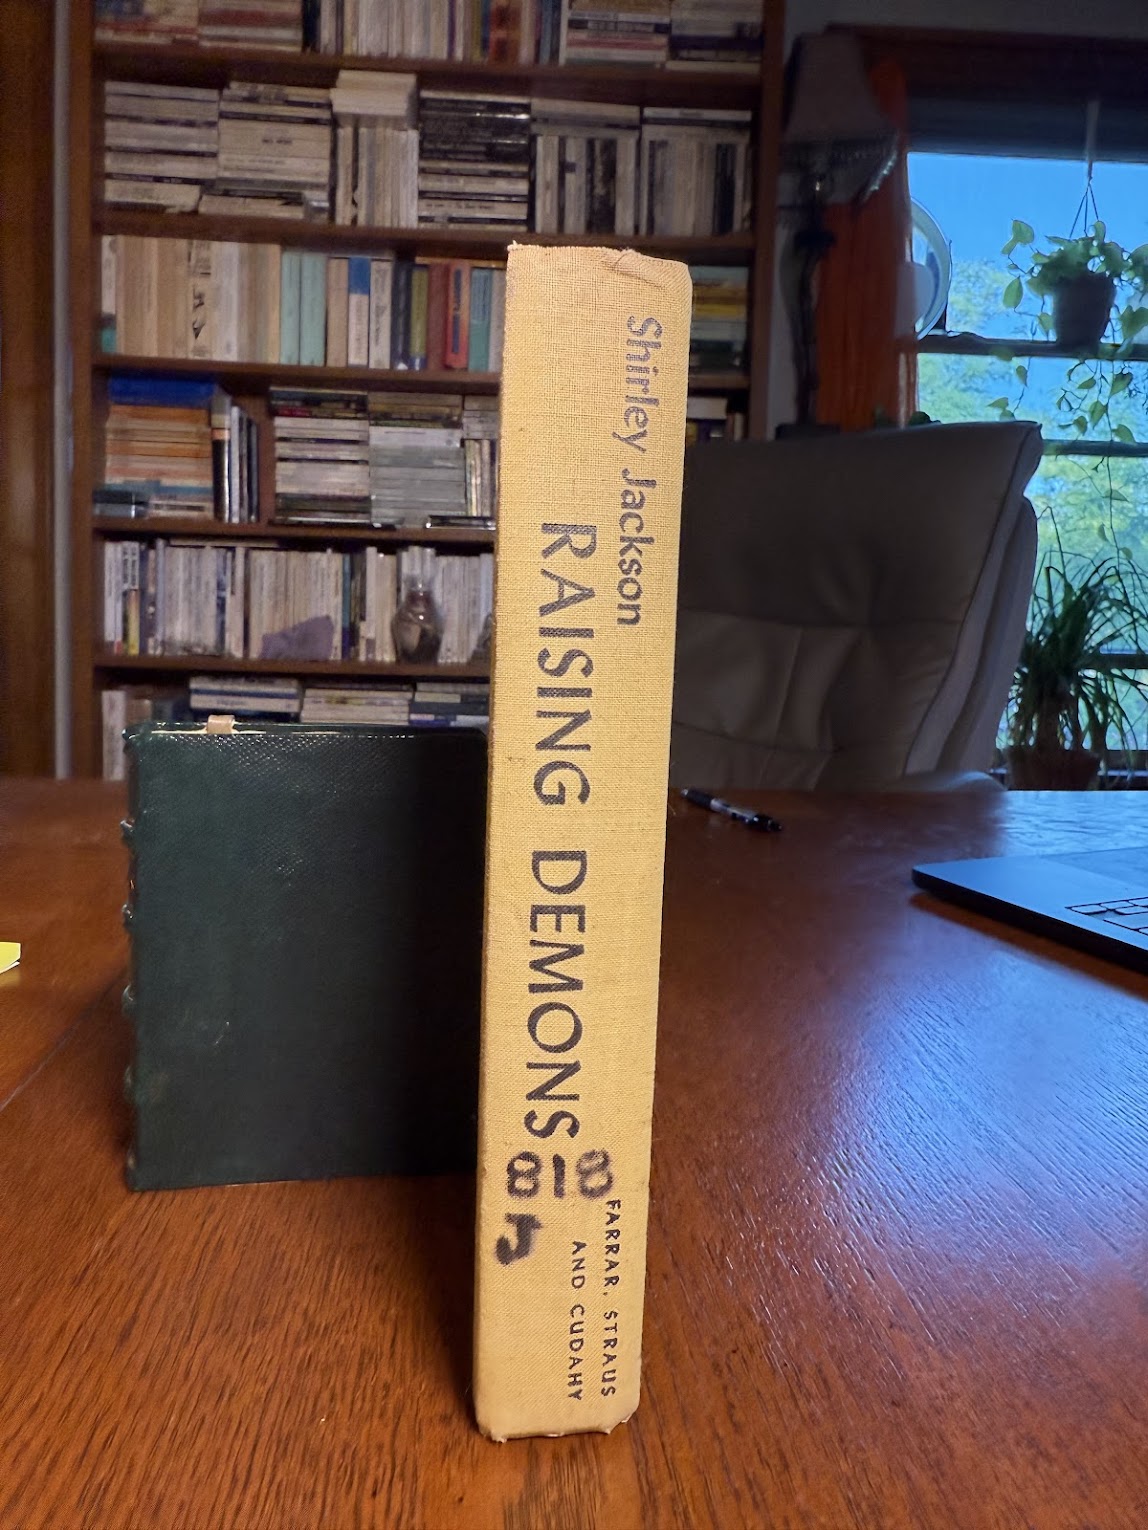 Shirley Jackson
RAISING DEMONS
818
J
FARRAR, STRAUS
AND CUDAHY